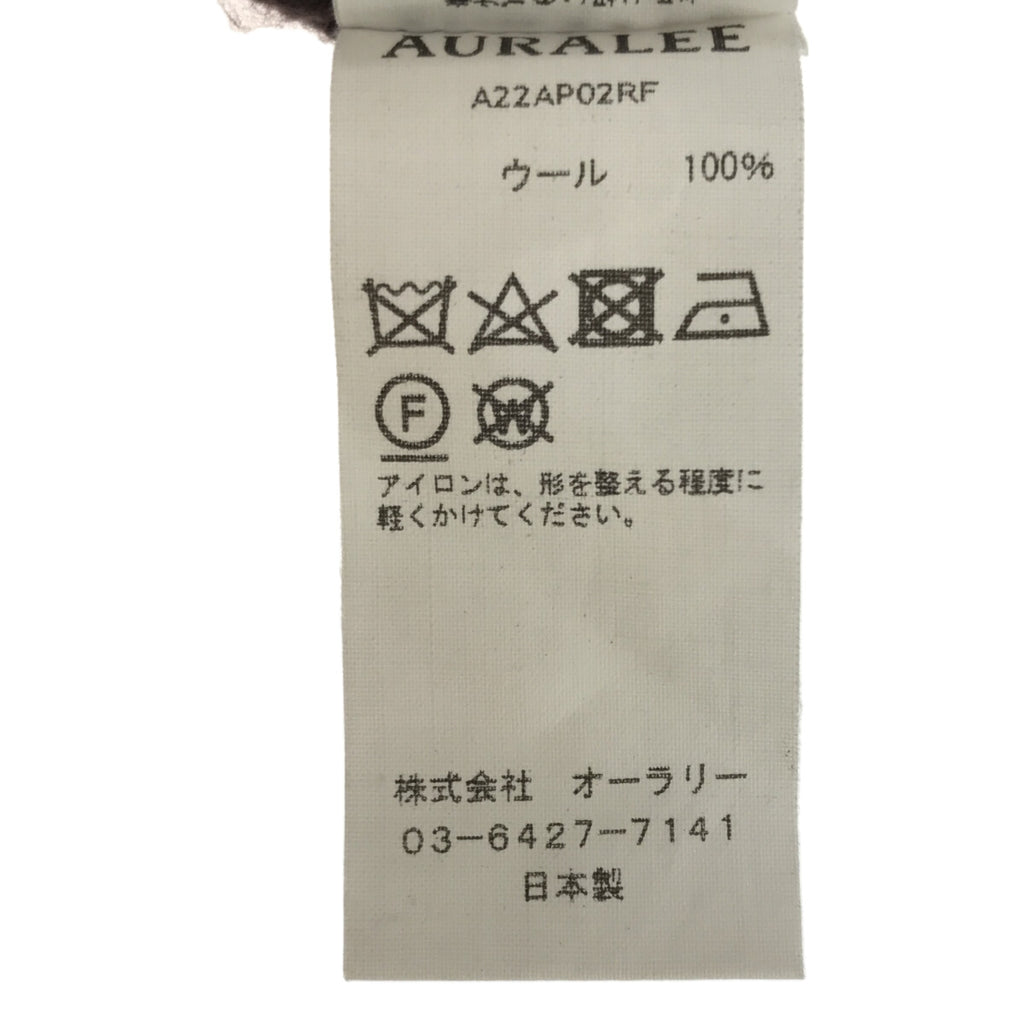 AURALEE
A22AP02RF
ウール 100%
F W
アイロンは、形を整える程度に
軽くかけてください。
株式会社 オーラリー
03-6427-7141
日本製